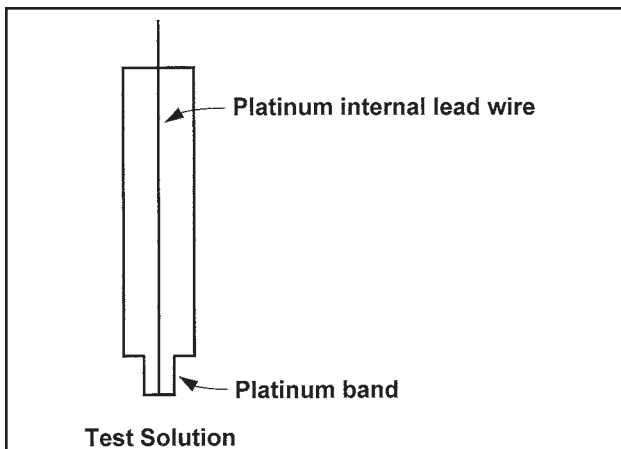 Platinum internal lead wire
Platinum band
Test Solution